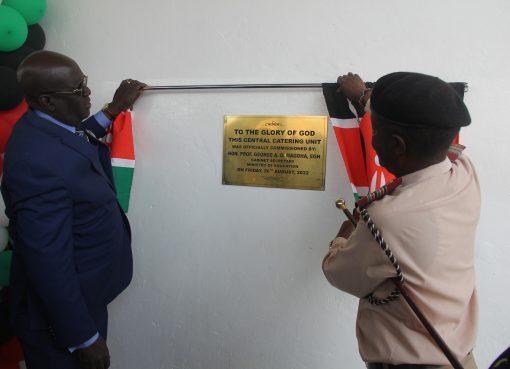 TO THE GLORY OF GOD
THIS CENTRAL CATERING UNIT
WAS OFFICIALLY COMMISSIONED BY:
HON. PROF. GEORGE A. O. MAGOHA, CGH
CABINET SECRETARY
MINISTRY OF EDUCATION
ON FRIDAY, 26TH AUGUST, 2022